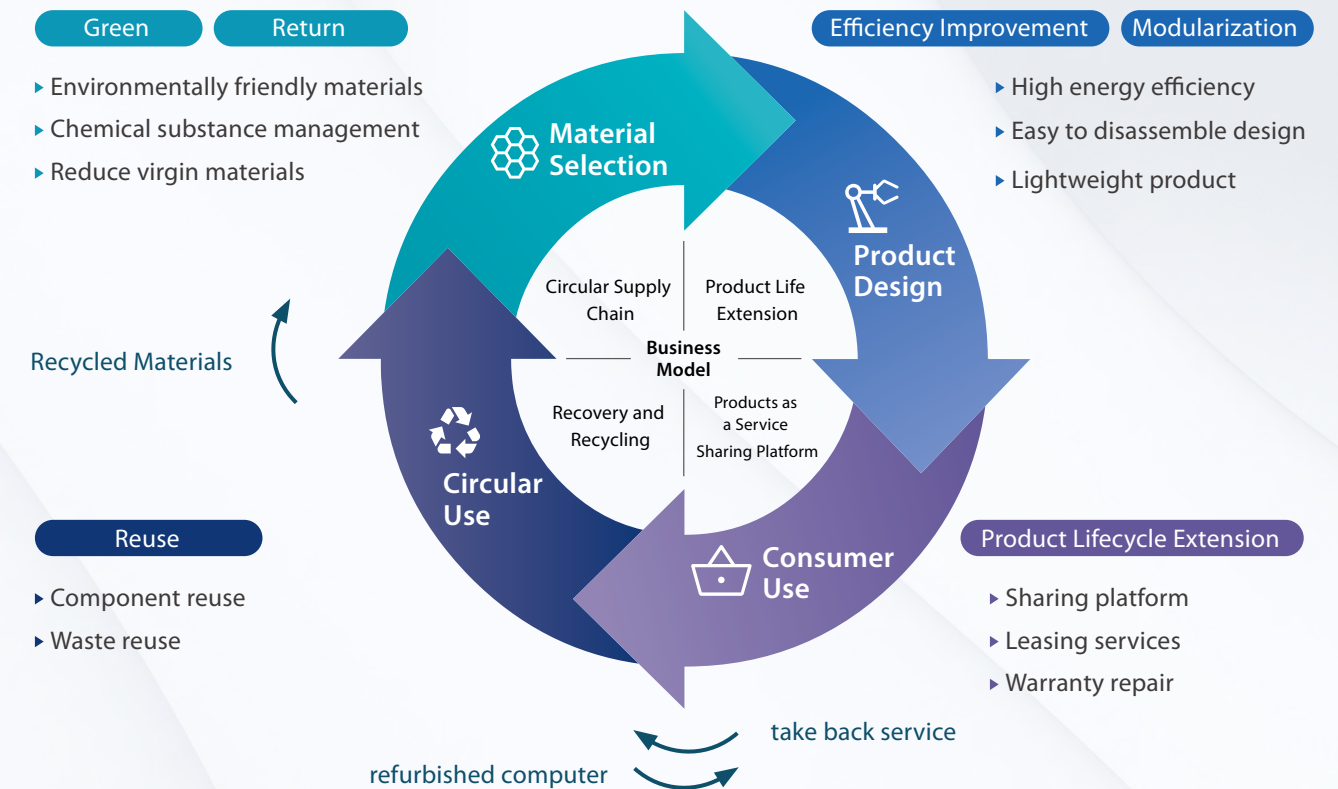 Green
Return
Environmentally friendly materials
Chemical substance management
Reduce virgin materials
Efficiency Improvement
Modularization
High energy efficiency
Easy to disassemble design
Lightweight product
Material
Selection
Product
Design
Circular Supply
Chain
Product Life
Extension
Business
Model
Recovery and
Recycling
Products as
a Service
Sharing Platform
Recycled Materials
Circular
Use
Consumer
Use
Reuse
Component reuse
Waste reuse
Product Lifecycle Extension
Sharing platform
Leasing services
Warranty repair
take back service
refurbished computer